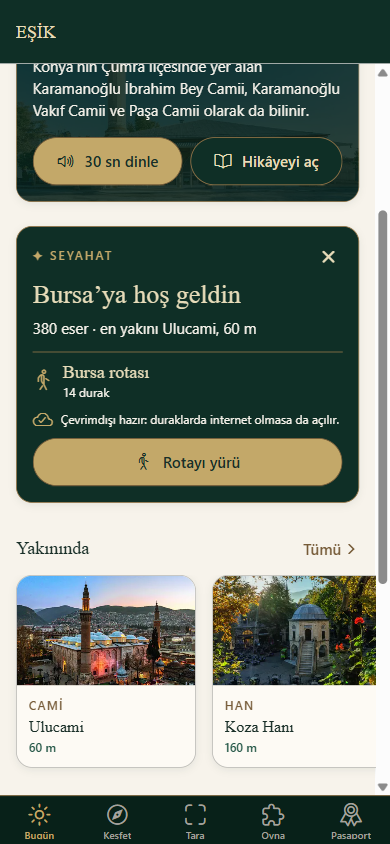 EŞİK
Konya'nın Çumra ilçesinde yer alan
Karamanoğlu İbrahim Bey Camii, Karamanoğlu
Vakıf Camii ve Paşa Camii olarak da bilinir.
30 sn dinle
Hikâyeyi aç
SEYAHAT
Bursa’ya hoş geldin
380 eser · en yakını Ulucami, 60 m
Bursa rotası
14 durak
Çevrimdışı hazır: duraklarda internet olmasa da açılır.
Rotayı yürü
Yakınında
Tümü
CAMİ
Ulucami
60 m
HAN
Koza Hanı
160 m
Bugün
Keşfet
Tara
Oyna
Pasaport